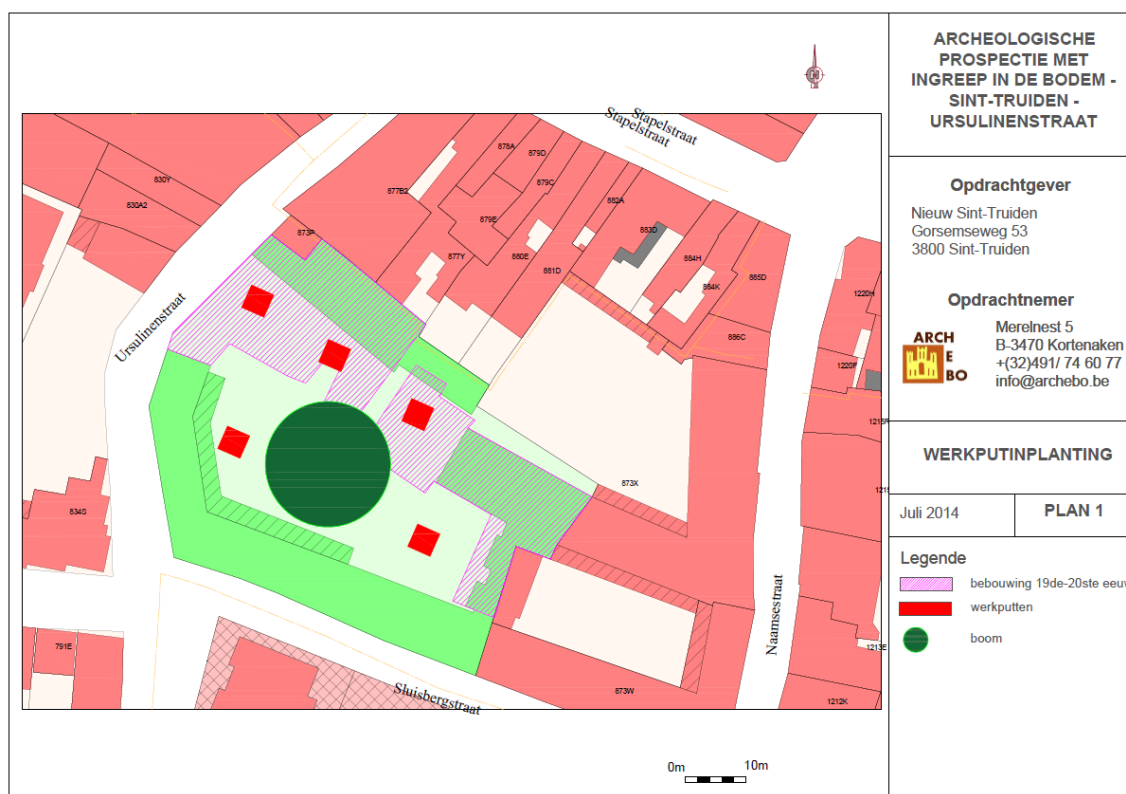 ARCHEOLOGISCHE
PROSPECTIE MET
INGREEP IN DE BODEM -
SINT-TRUIDEN -
URSULINENSTRAAT
Opdrachtgever
Nieuw Sint-Truiden
Gorsemseweg 53
3800 Sint-Truiden
Opdrachtnemer
ARCH
E
BO
Merelnest 5
B-3470 Kortenaken
+(32)491/ 74 60 77
info@archebo.be
WERKPUTINPLANTING
Juli 2014
PLAN 1
Legende
bebouwing 19de-20ste eeuw
werkputten
boom
Stapelstraat
Stapelstraat
Ursulinenstraat
Naamsestraat
Sluisbergstraat
830Y
830A2
877B2
878A
879D
879C
879E
882A
883D
884H
884K
885D
886C
880E
881D
877Y
873P
873X
873W
834S
791E
1220H
1220F
1213E
1212K
0m
10m